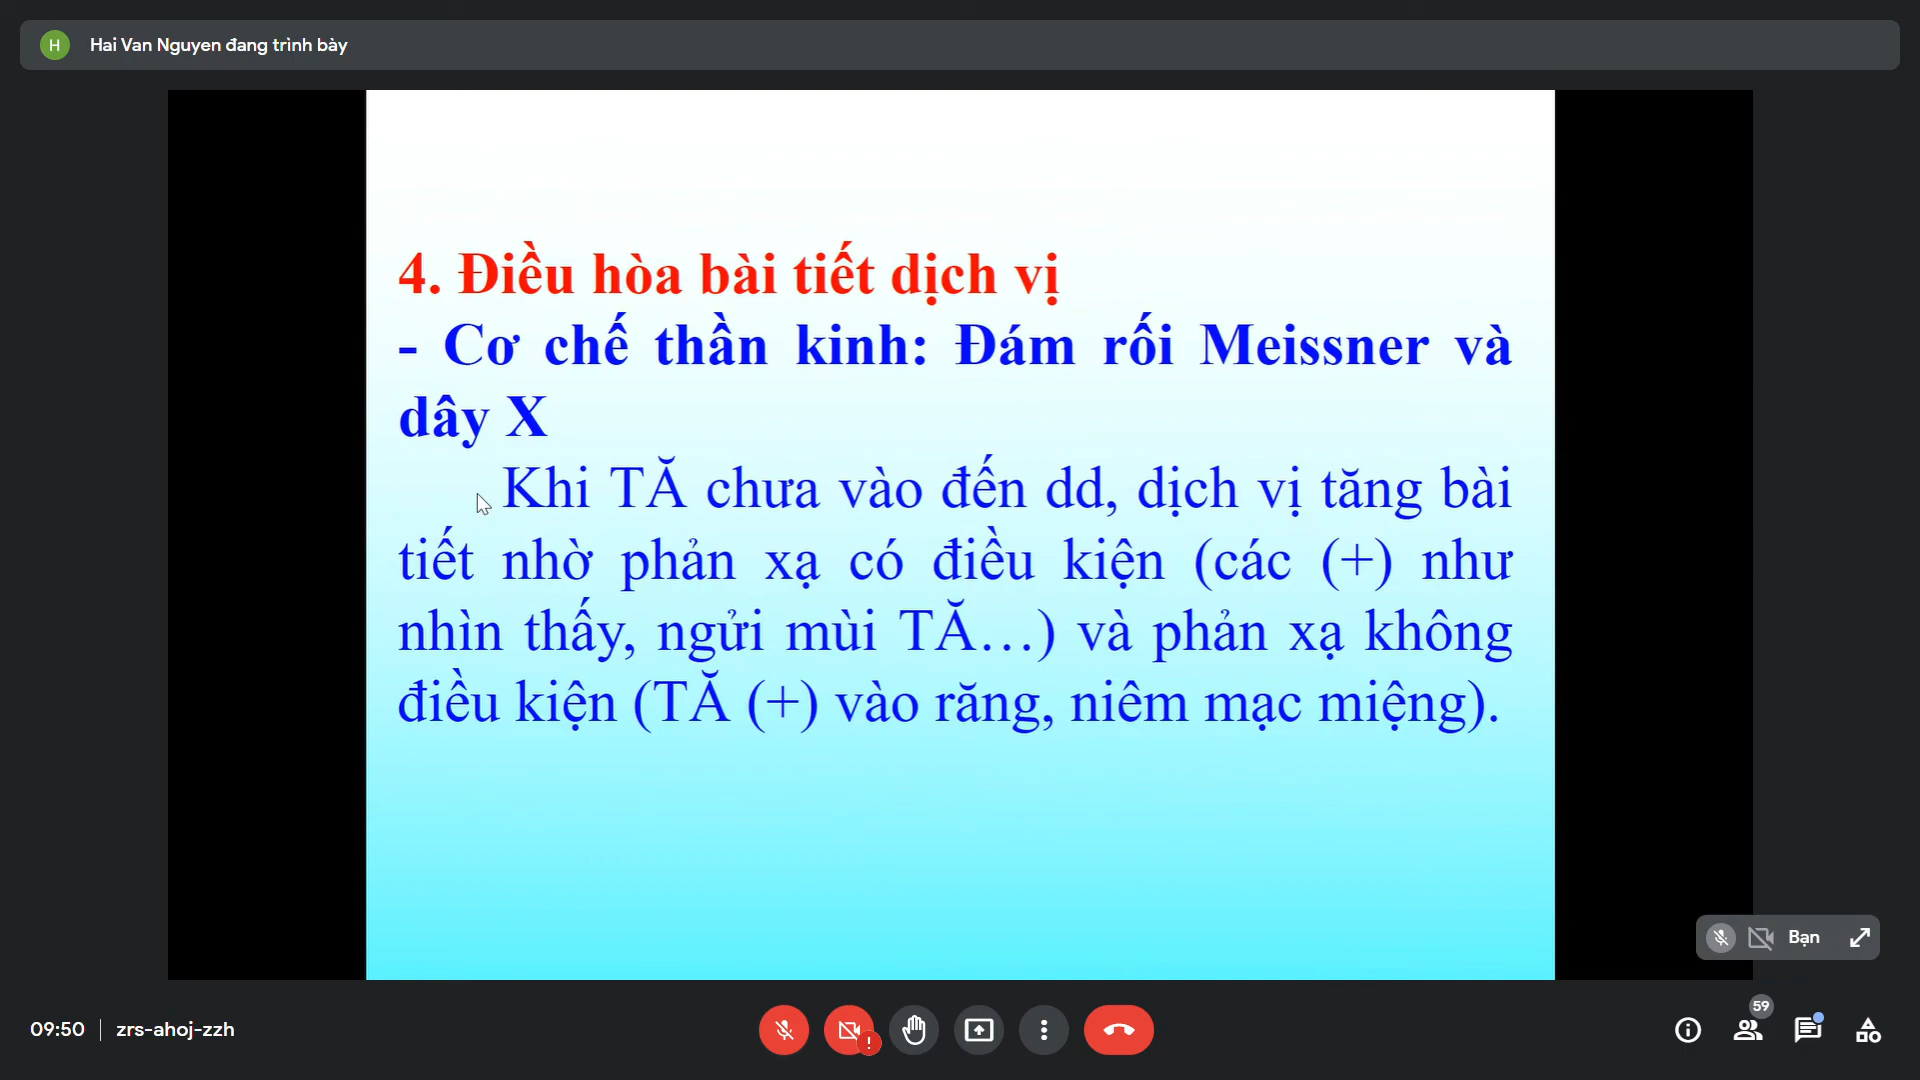 H
Hai Van Nguyen đang trình bày
4. Điều hòa bài tiết dịch vị
- Cơ chế thần kinh: Đám rối Meissner và
dây X
Khi TĂ chưa vào đến dd, dịch vị tăng bài
tiết nhờ phản xạ có điều kiện (các (+) như
nhìn thấy, ngửi mùi TĂ...) và phản xạ không
điều kiện (TĂ (+) vào răng, niêm mạc miệng).
Bạn
09:50 | zrs-ahoj-zzh
!
59